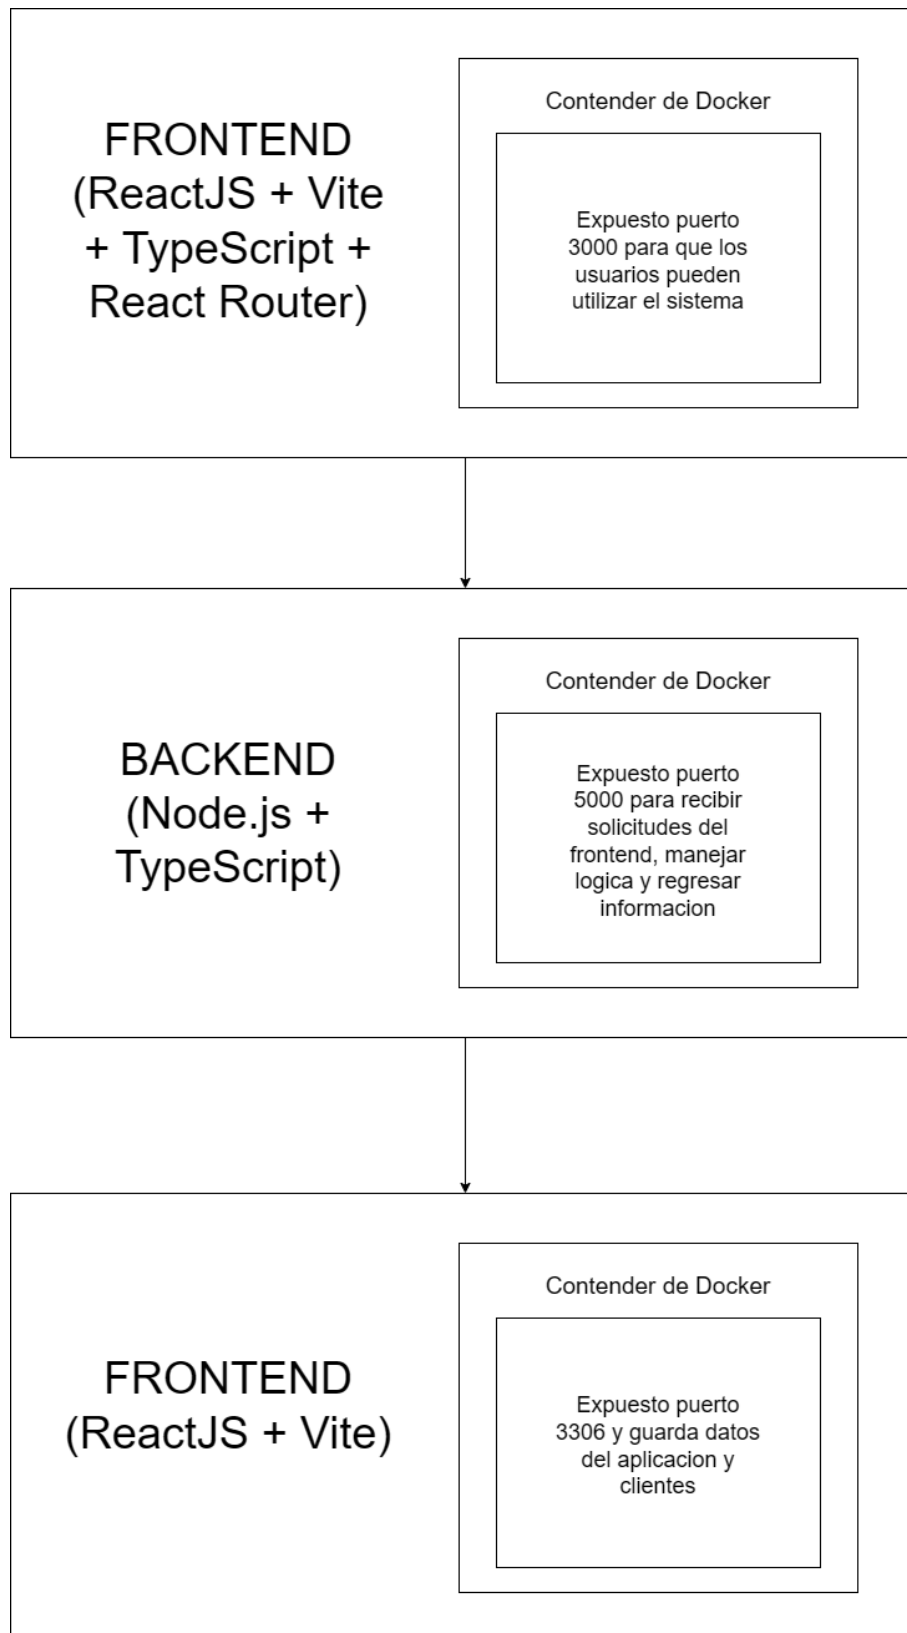 FRONTEND
(ReactJS + Vite
+ TypeScript +
React Router)
Contender de Docker
Expuesto puerto
3000 para que los
usuarios pueden
utilizar el sistema
BACKEND
(Node.js +
TypeScript)
Contender de Docker
Expuesto puerto
5000 para recibir
solicitudes del
frontend, manejar
logica y regresar
informacion
FRONTEND
(ReactJS + Vite)
Contender de Docker
Expuesto puerto
3306 y guarda datos
del aplicacion y
clientes